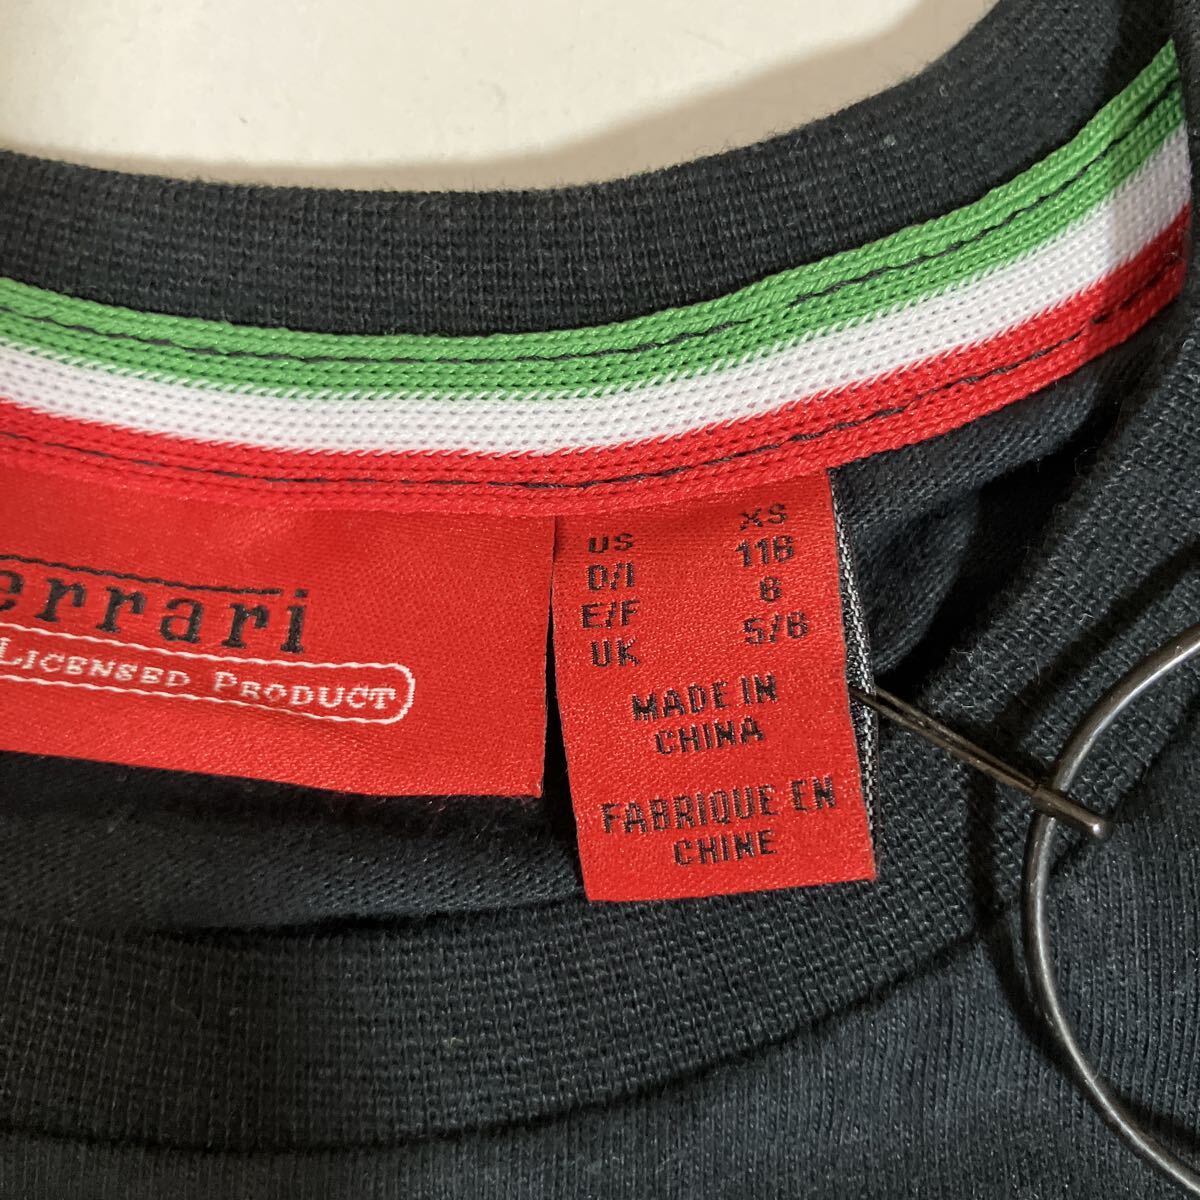 errari
LICENSED PRODUCT
US XS
D/I 116
E/F 6
UK 5/6
MADE IN
CHINA
FABRIQUE EN
CHINE